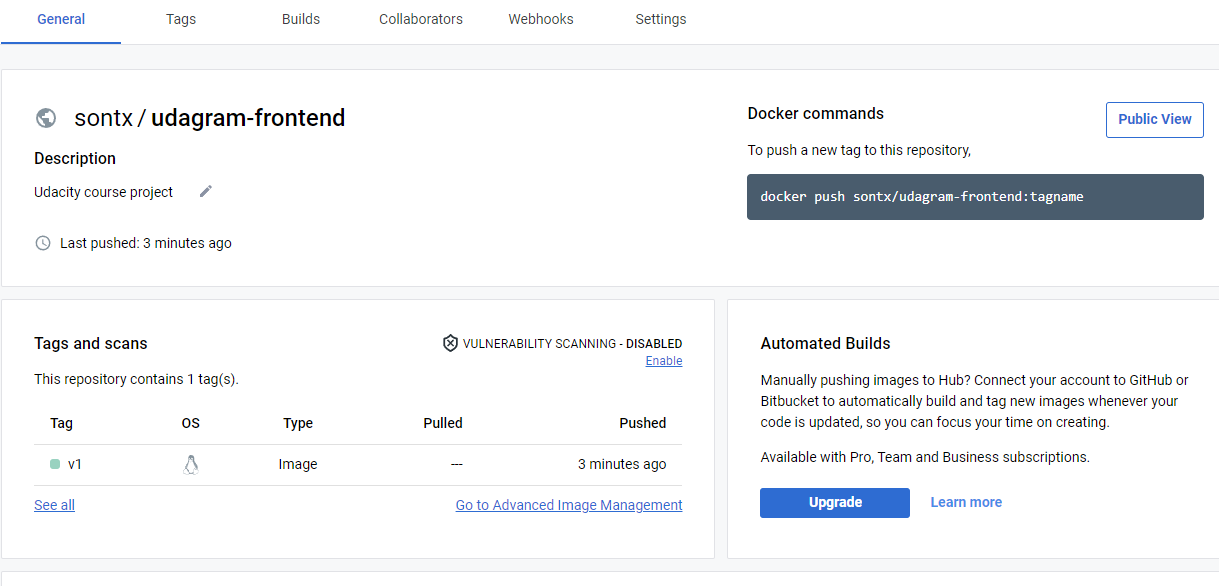 General Tags Builds Collaborators Webhooks Settings
sontx / udagram-frontend
Description
Udacity course project
Last pushed: 3 minutes ago
Docker commands
Public View
To push a new tag to this repository,
docker push sontx/udagram-frontend:tagname
Tags and scans
VULNERABILITY SCANNING - DISABLED
Enable
This repository contains 1 tag(s).
Tag OS Type Pulled Pushed
v1 Image --- 3 minutes ago
See all
Go to Advanced Image Management
Automated Builds
Manually pushing images to Hub? Connect your account to GitHub or
Bitbucket to automatically build and tag new images whenever your
code is updated, so you can focus your time on creating.
Available with Pro, Team and Business subscriptions.
Upgrade Learn more